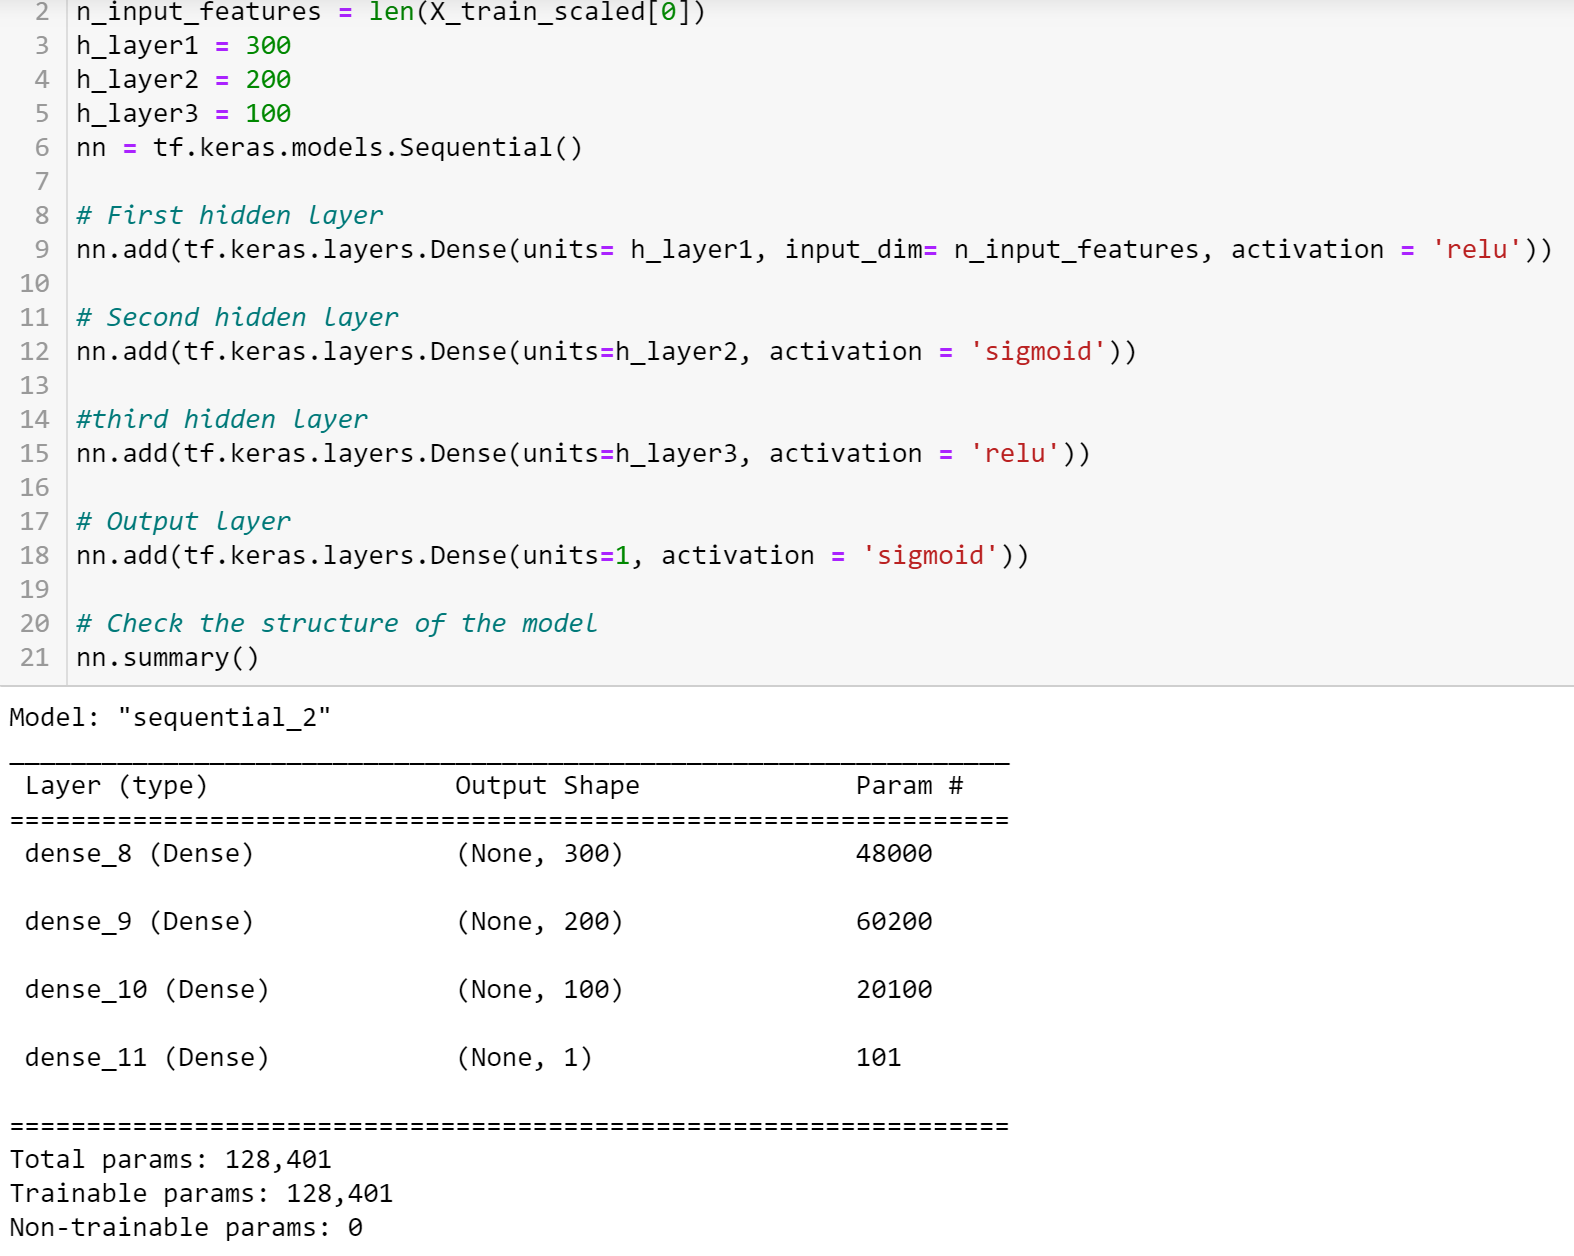 2 n_input_features = len(X_train_scaled[0])
3 h_layer1 = 300
4 h_layer2 = 200
5 h_layer3 = 100
6 nn = tf.keras.models.Sequential()
7
8 # First hidden layer
9 nn.add(tf.keras.layers.Dense(units= h_layer1, input_dim= n_input_features, activation = 'relu'))
10
11 # Second hidden layer
12 nn.add(tf.keras.layers.Dense(units=h_layer2, activation = 'sigmoid'))
13
14 #third hidden layer
15 nn.add(tf.keras.layers.Dense(units=h_layer3, activation = 'relu'))
16
17 # Output layer
18 nn.add(tf.keras.layers.Dense(units=1, activation = 'sigmoid'))
19
20 # Check the structure of the model
21 nn.summary()
Model: "sequential_2"
_________________________________________________________________
Layer (type) Output Shape Param #
=================================================================
dense_8 (Dense) (None, 300) 48000
dense_9 (Dense) (None, 200) 60200
dense_10 (Dense) (None, 100) 20100
dense_11 (Dense) (None, 1) 101
=================================================================
Total params: 128,401
Trainable params: 128,401
Non-trainable params: 0